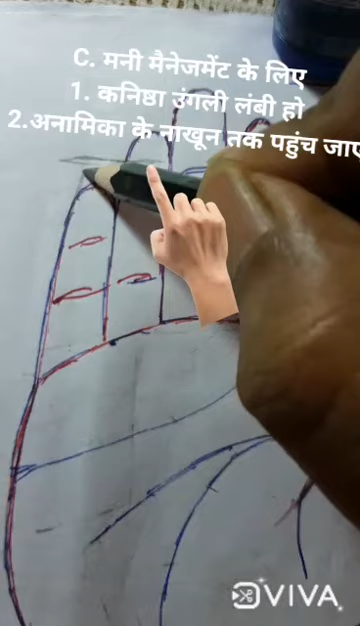 C. मनी मैनेजमेंट के लिए
1. कनिष्ठा उंगली लंबी हो
2.अनामिका के नाखून तक पहुंच जाए
VIVA